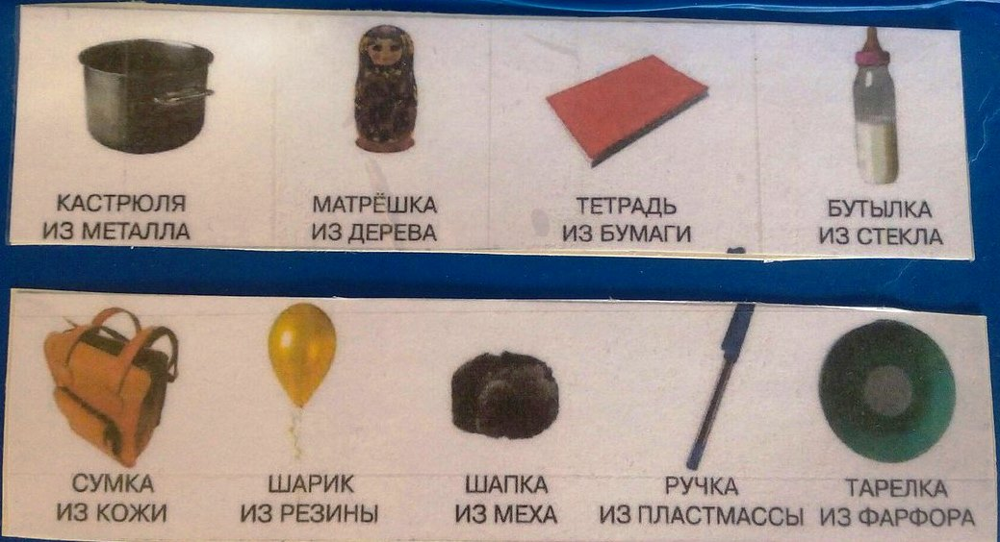 КАСТРЮЛЯ МАТРЁШКА ТЕТРАДЬ БУТЫЛКА
ИЗ МЕТАЛЛА ИЗ ДЕРЕВА ИЗ БУМАГИ ИЗ СТЕКЛА
СУМКА ШАРИК ШАПКА РУЧКА ТАРЕЛКА
ИЗ КОЖИ ИЗ РЕЗИНЫ ИЗ МЕХА ИЗ ПЛАСТМАССЫ ИЗ ФАРФОРА